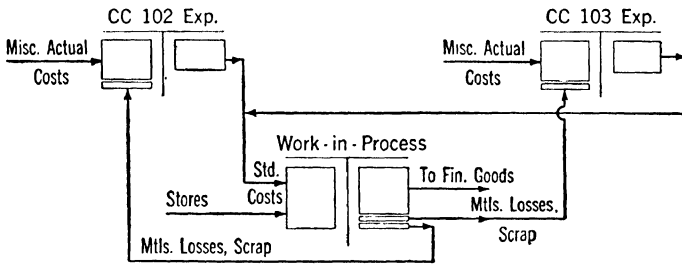 CC 102 Exp.
CC 103 Exp.
Misc. Actual
Costs
Misc. Actual
Costs
Work-in-Process
Std.
Costs
To Fin. Goods
Stores
Mtls. Losses,
Scrap
Mtls. Losses, Scrap